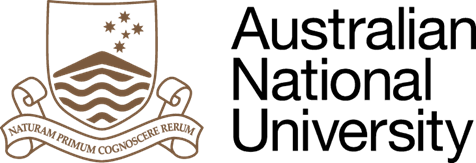 Australian
National
University
NATURAM PRIMUM COGNOSCERE RERUM